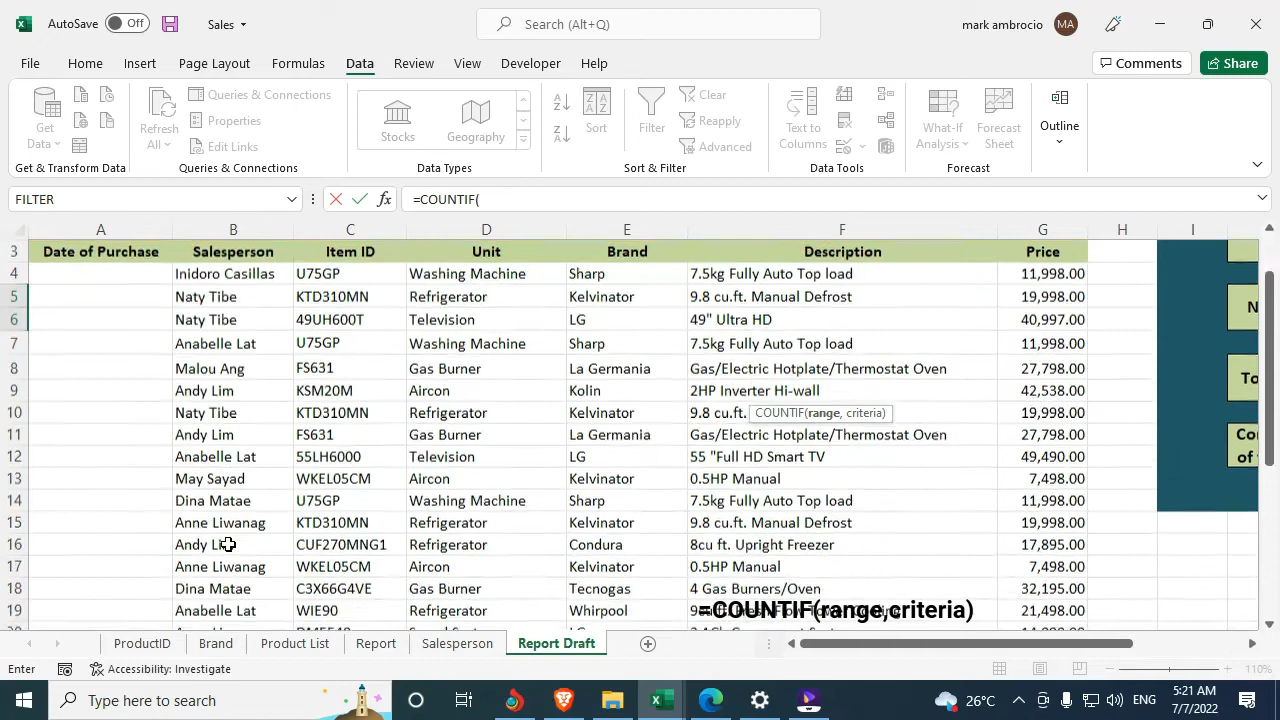 AutoSave Off Sales Search (Alt+Q) mark ambrocio MA
File Home Insert Page Layout Formulas Data Review View Developer Help Comments Share
Get Data Refresh All Queries & Connections Properties Edit Links Stocks Geography Sort Filter Clear Reapply Advanced Text to Columns What-If Analysis Forecast Sheet Outline
Get & Transform Data Queries & Connections Data Types Sort & Filter Data Tools Forecast
FILTER =COUNTIF(
A B C D E F G H I
3 Date of Purchase Salesperson Item ID Unit Brand Description Price
4 Inidoro Casillas U75GP Washing Machine Sharp 7.5kg Fully Auto Top load 11,998.00
5 Naty Tibe KTD310MN Refrigerator Kelvinator 9.8 cu.ft. Manual Defrost 19,998.00
6 Naty Tibe 49UH600T Television LG 49" Ultra HD 40,997.00
7 Anabelle Lat U75GP Washing Machine Sharp 7.5kg Fully Auto Top load 11,998.00
8 Malou Ang FS631 Gas Burner La Germania Gas/Electric Hotplate/Thermostat Oven 27,798.00
9 Andy Lim KSM20M Aircon Kolin 2HP Inverter Hi-wall 42,538.00
10 Naty Tibe KTD310MN Refrigerator Kelvinator 9.8 cu.ft. COUNTIF(range, criteria) 19,998.00
11 Andy Lim FS631 Gas Burner La Germania Gas/Electric Hotplate/Thermostat Oven 27,798.00
12 Anabelle Lat 55LH6000 Television LG 55 "Full HD Smart TV 49,490.00
13 May Sayad WKEL05CM Aircon Kelvinator 0.5HP Manual 7,498.00
14 Dina Matae U75GP Washing Machine Sharp 7.5kg Fully Auto Top load 11,998.00
15 Anne Liwanag KTD310MN Refrigerator Kelvinator 9.8 cu.ft. Manual Defrost 19,998.00
16 Andy CUF270MNG1 Refrigerator Condura 8cu ft. Upright Freezer 17,895.00
17 Anne Liwanag WKEL05CM Aircon Kelvinator 0.5HP Manual 7,498.00
18 Dina Matae C3X66G4VE Gas Burner Tecnogas 4 Gas Burners/Oven 32,195.00
19 Anabelle Lat WIE90 Refrigerator Whirpool 21,498.00
=COUNTIF(range,criteria)
ProductID Brand Product List Report Salesperson Report Draft
Enter Accessibility: Investigate 110%
Type here to search 26°C ENG 5:21 AM
7/7/2022